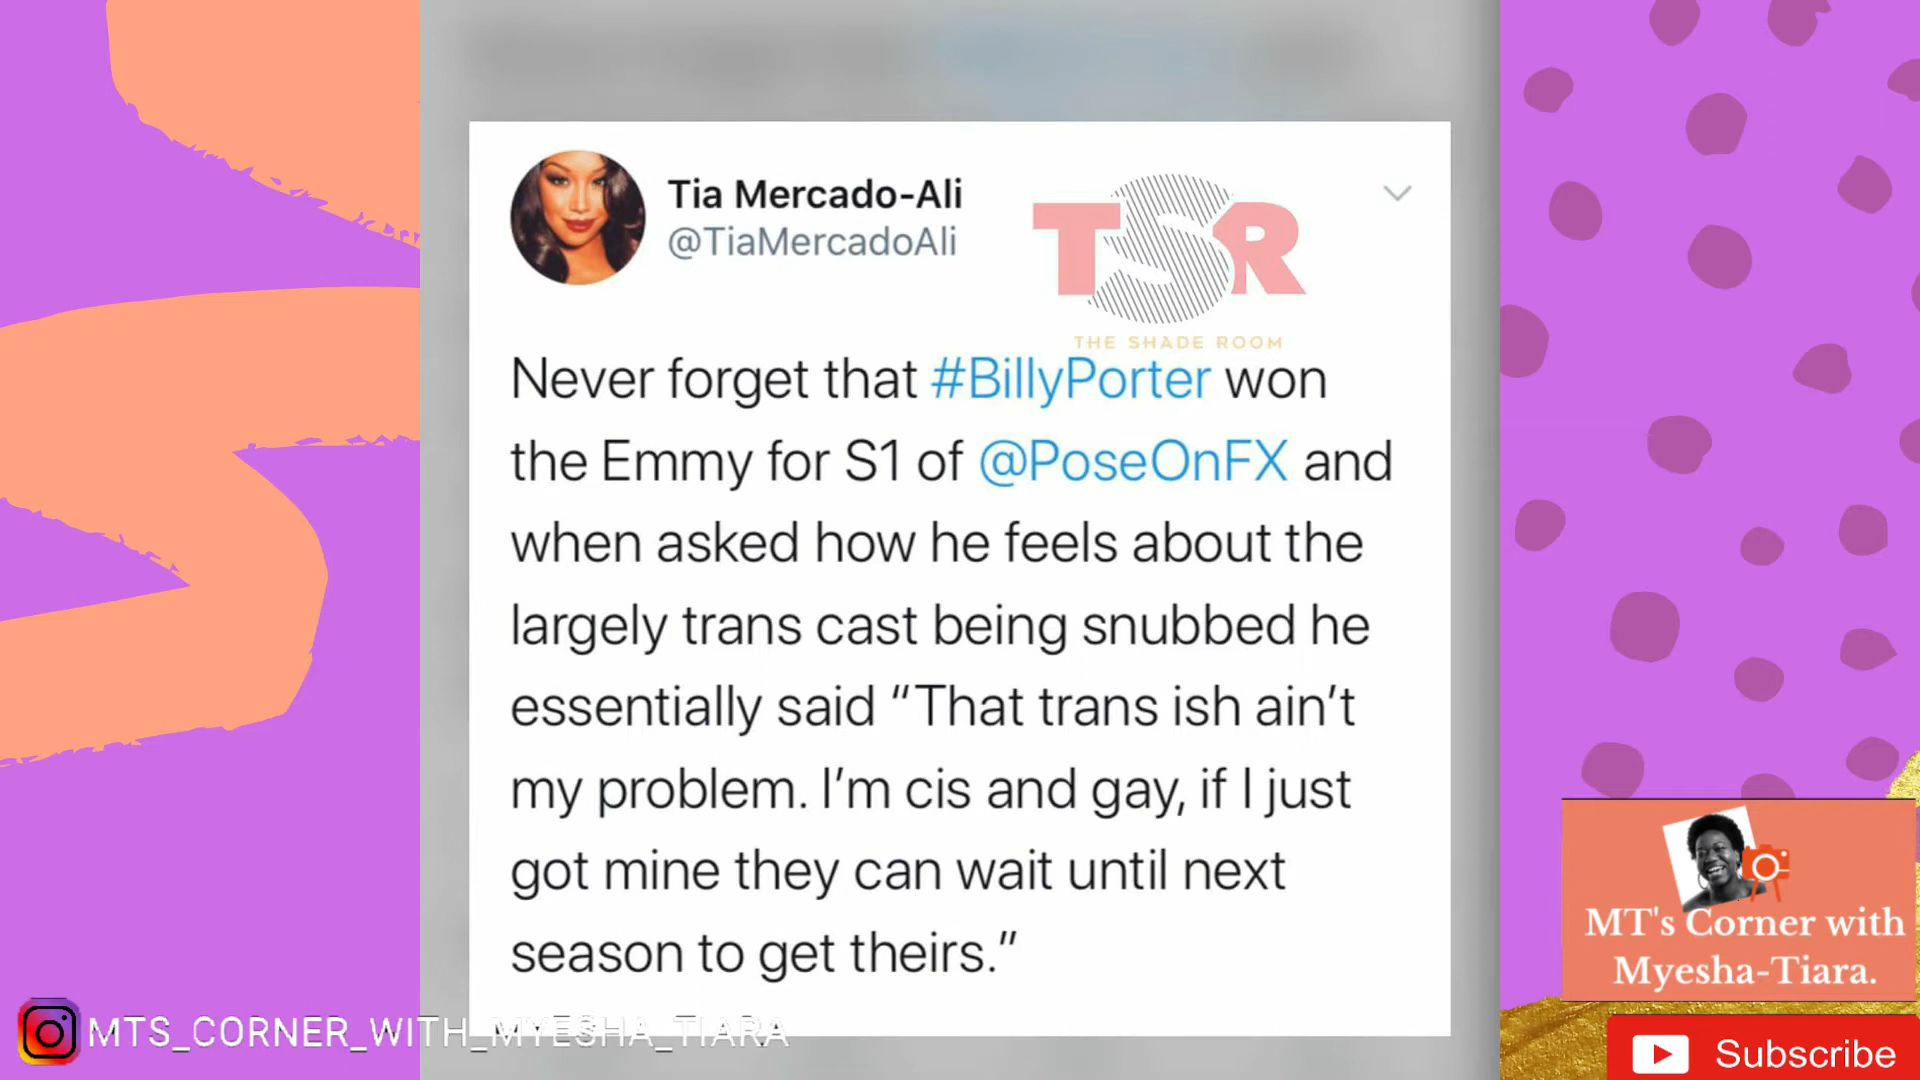 Tia Mercado-Ali
@TiaMercadoAli
TSR
THE SHADE ROOM
Never forget that #BillyPorter won
the Emmy for S1 of @PoseOnFX and
when asked how he feels about the
largely trans cast being snubbed he
essentially said “That trans ish ain’t
my problem. I’m cis and gay, if I just
got mine they can wait until next
season to get theirs.”
MT's Corner with
Myesha-Tiara.
MTS_CORNER_WITH_MYESHA_TIARA
Subscribe